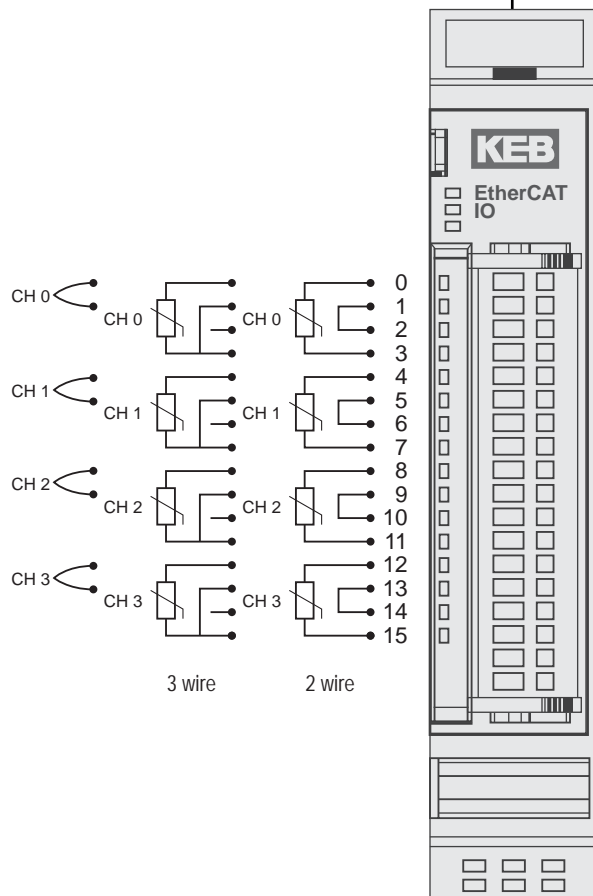 KEB
EtherCAT
IO
CH 0
CH 0
CH 0
0
1
2
3
CH 1
CH 1
CH 1
4
5
6
7
CH 2
CH 2
CH 2
8
9
10
11
CH 3
CH 3
CH 3
12
13
14
15
3 wire
2 wire